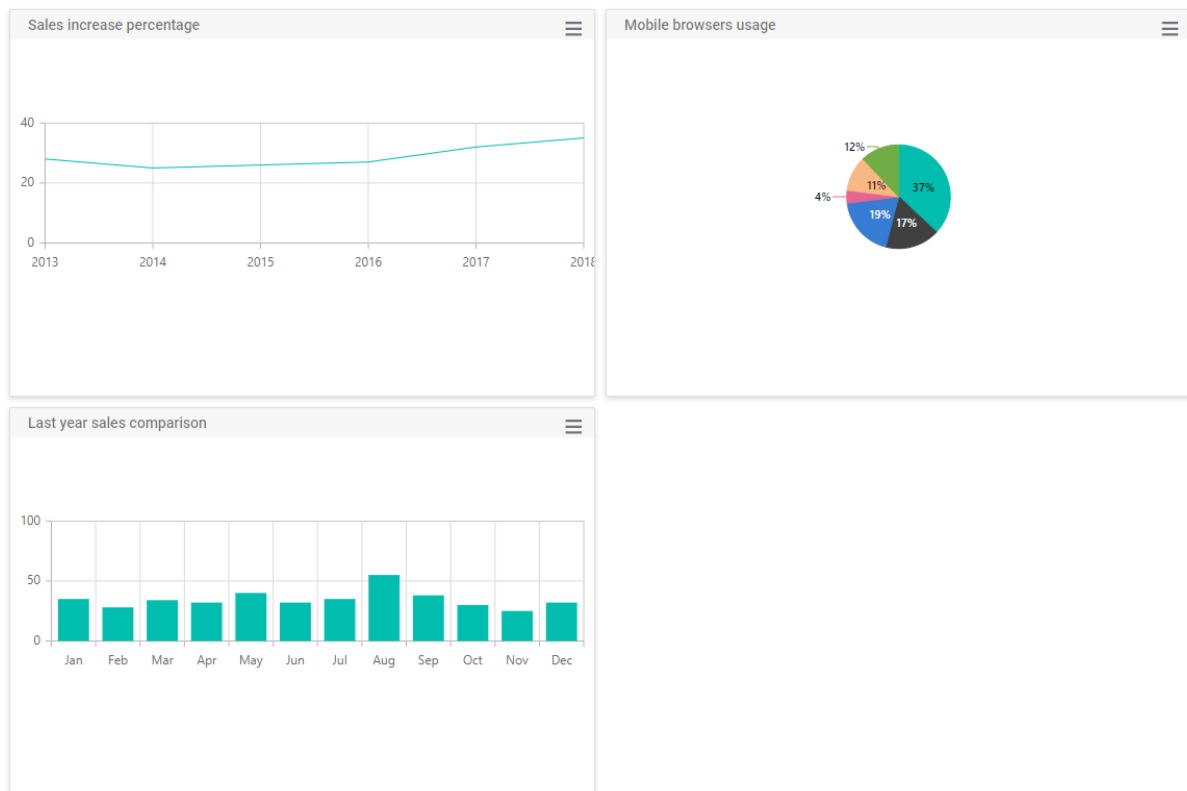 Sales increase percentage
40
20
0
2013 2014 2015 2016 2017 2018
Mobile browsers usage
12%
37%
11%
4%
19%
17%
Last year sales comparison
100
50
0
Jan Feb Mar Apr May Jun Jul Aug Sep Oct Nov Dec